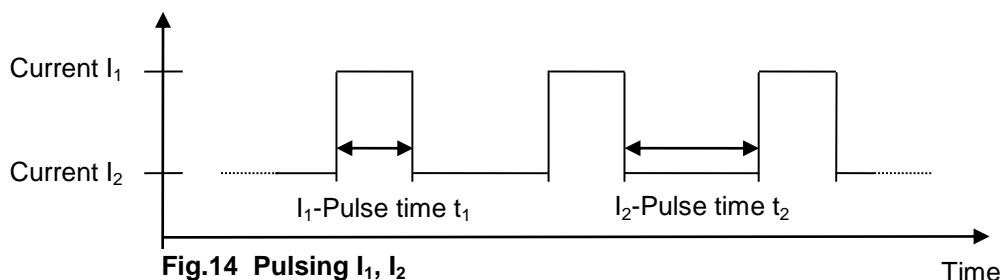 Current I₁
Current I₂
I₁-Pulse time t₁ I₂-Pulse time t₂
Fig.14 Pulsing I₁, I₂
Time